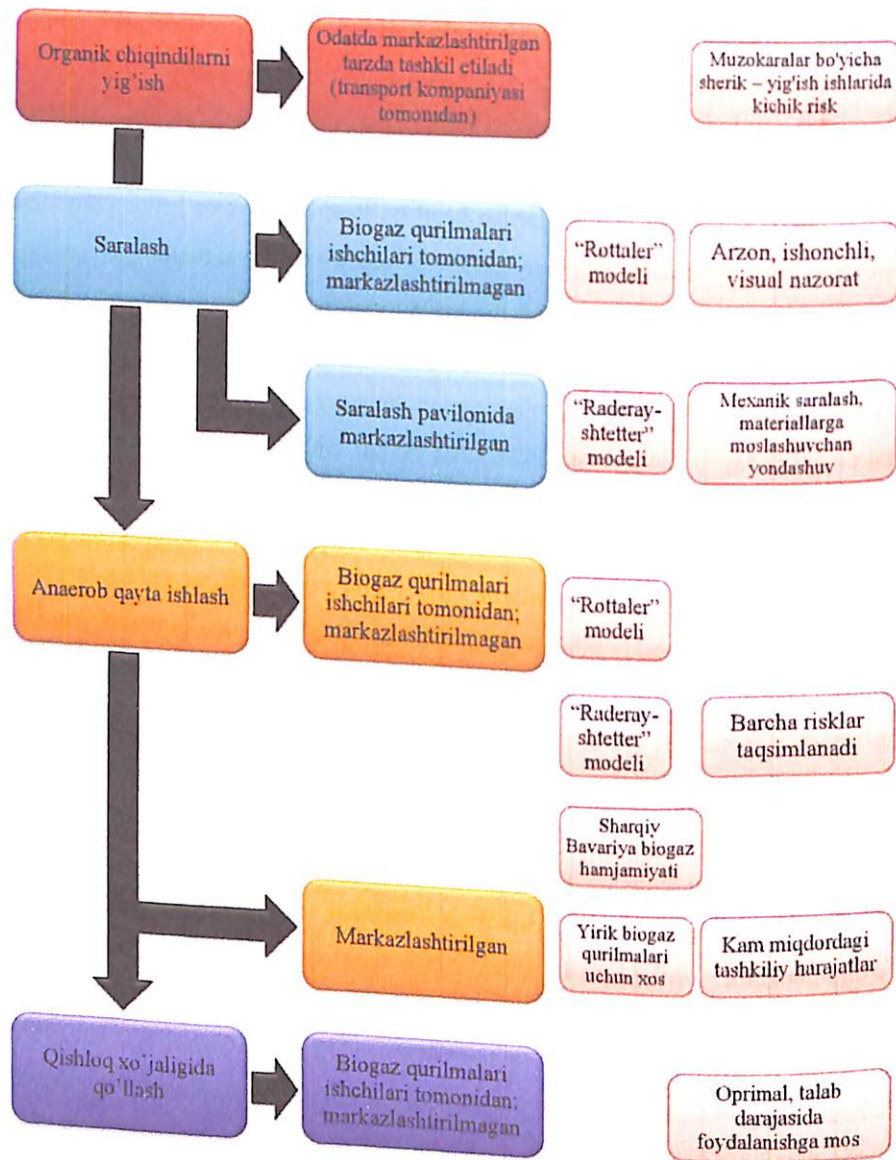 Organik chiqindilarni
yig'ish
Odatda markazlashtirilgan
tarzda tashkil etiladi
(transport kompaniyasi
tomonidan)
Muzokaralar bo'yicha
sherik – yig'ish ishlarida
kichik risk
Saralash
Biogaz qurilmalari
ishchilari tomonidan;
markazlashtirilmagan
“Rottaler”
modeli
Arzon, ishonchli,
visual nazorat
Saralash pavilonida
markazlashtirilgan
“Raderay-
shtetter”
modeli
Mexanik saralash,
materiallarga
moslashuvchan
yondashuv
Anaerob qayta ishlash
Biogaz qurilmalari
ishchilari tomonidan;
markazlashtirilmagan
“Rottaler”
modeli
“Raderay-
shtetter”
modeli
Barcha risklar
taqsimlanadi
Sharqiy
Bavariya biogaz
hamjamiyati
Markazlashtirilgan
Yirik biogaz
qurilmalari
uchun xos
Kam miqdordagi
tashkiliy harajatlar
Qishloq xo`jaligida
qo`llash
Biogaz qurilmalari
ishchilari tomonidan;
markazlashtirilmagan
Oprimal, talab
darajasida
foydalanishga mos